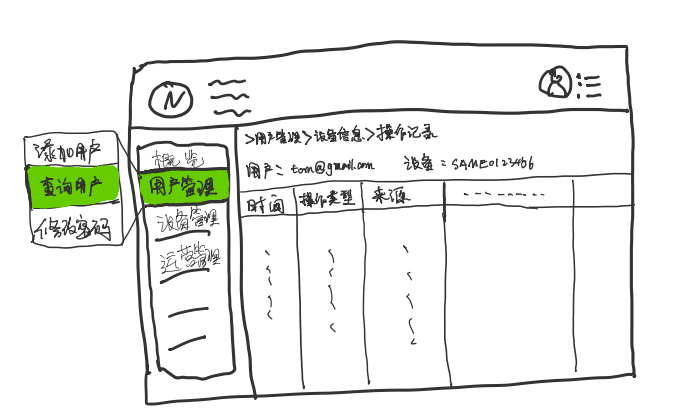 N
>用户管理>设备信息>操作记录
用户: tom@gmail.com 设备: SAME0123456
添加用户
查询用户
修改密码
概览
用户管理
设备管理
运营管理
时间 操作类型 来源 ---------